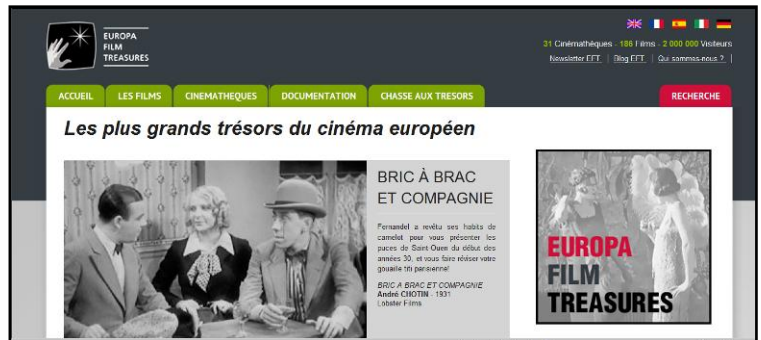 EUROPA
FILM
TREASURES
31 Cinémathèques - 186 Films - 2 000 000 Visiteurs
Newsletter EFT | Blog EFT | Qui sommes-nous ? |
ACCUEIL LES FILMS CINEMATHEQUES DOCUMENTATION CHASSE AUX TRESORS RECHERCHE
Les plus grands trésors du cinéma européen
BRIC À BRAC
ET COMPAGNIE
Fernandel a revêtu ses habits de
camelot pour vous présenter les
puces de Saint Ouen du début des
années 30, et vous faire réviser votre
gouaille titi parisienne!
BRIC A BRAC ET COMPAGNIE
André CHOTIN - 1931
Lobster Films
EUROPA
FILM
TREASURES